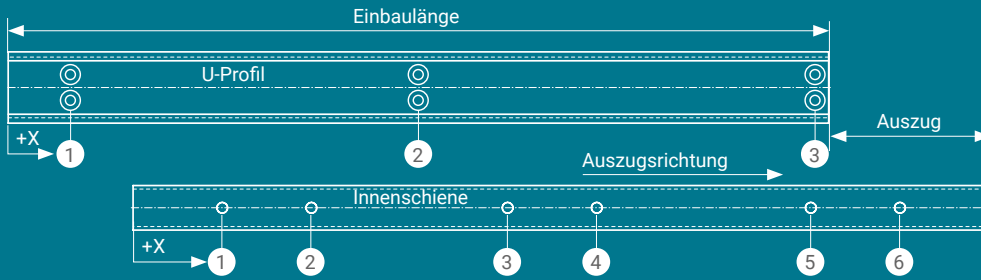 Einbaulänge
U-Profil
+X
1
2
3
Auszug
Auszugsrichtung
Innenschiene
+X
1
2
3
4
5
6